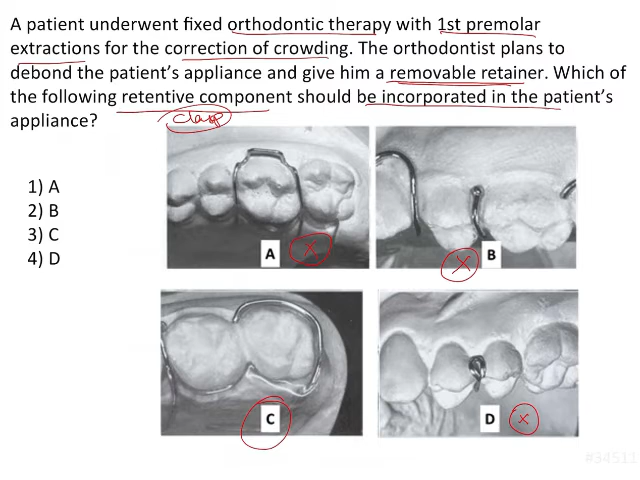 A patient underwent fixed orthodontic therapy with 1st premolar
extractions for the correction of crowding. The orthodontist plans to
debond the patient’s appliance and give him a removable retainer. Which of
the following retentive component should be incorporated in the patient’s
appliance?
clasp
1) A
2) B
3) C
4) D
A X
B X
C
D X
#34511